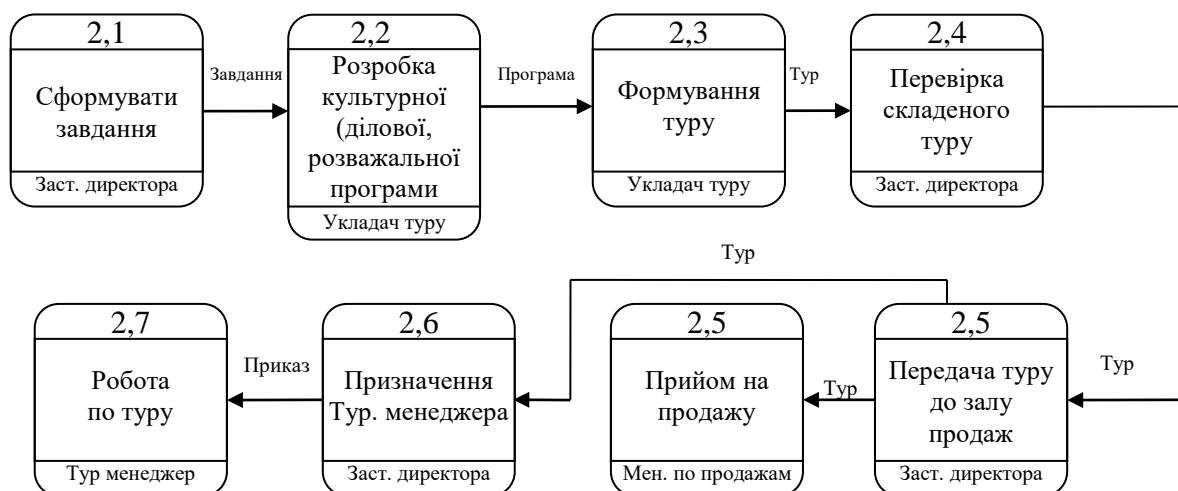 2,1
Сформувати
завдання
Заст. директора
Завдання
2,2
Розробка
культурної
(ділової,
розважальної
програми
Укладач туру
Програма
2,3
Формування
туру
Укладач туру
Тур
2,4
Перевірка
складеного
туру
Заст. директора
Тур
2,7
Робота
по туру
Тур менеджер
Приказ
2,6
Призначення
Тур. менеджера
Заст. директора
2,5
Прийом на
продажу
Мен. по продажам
Тур
2,5
Передача туру
до залу
продаж
Заст. директора
Тур